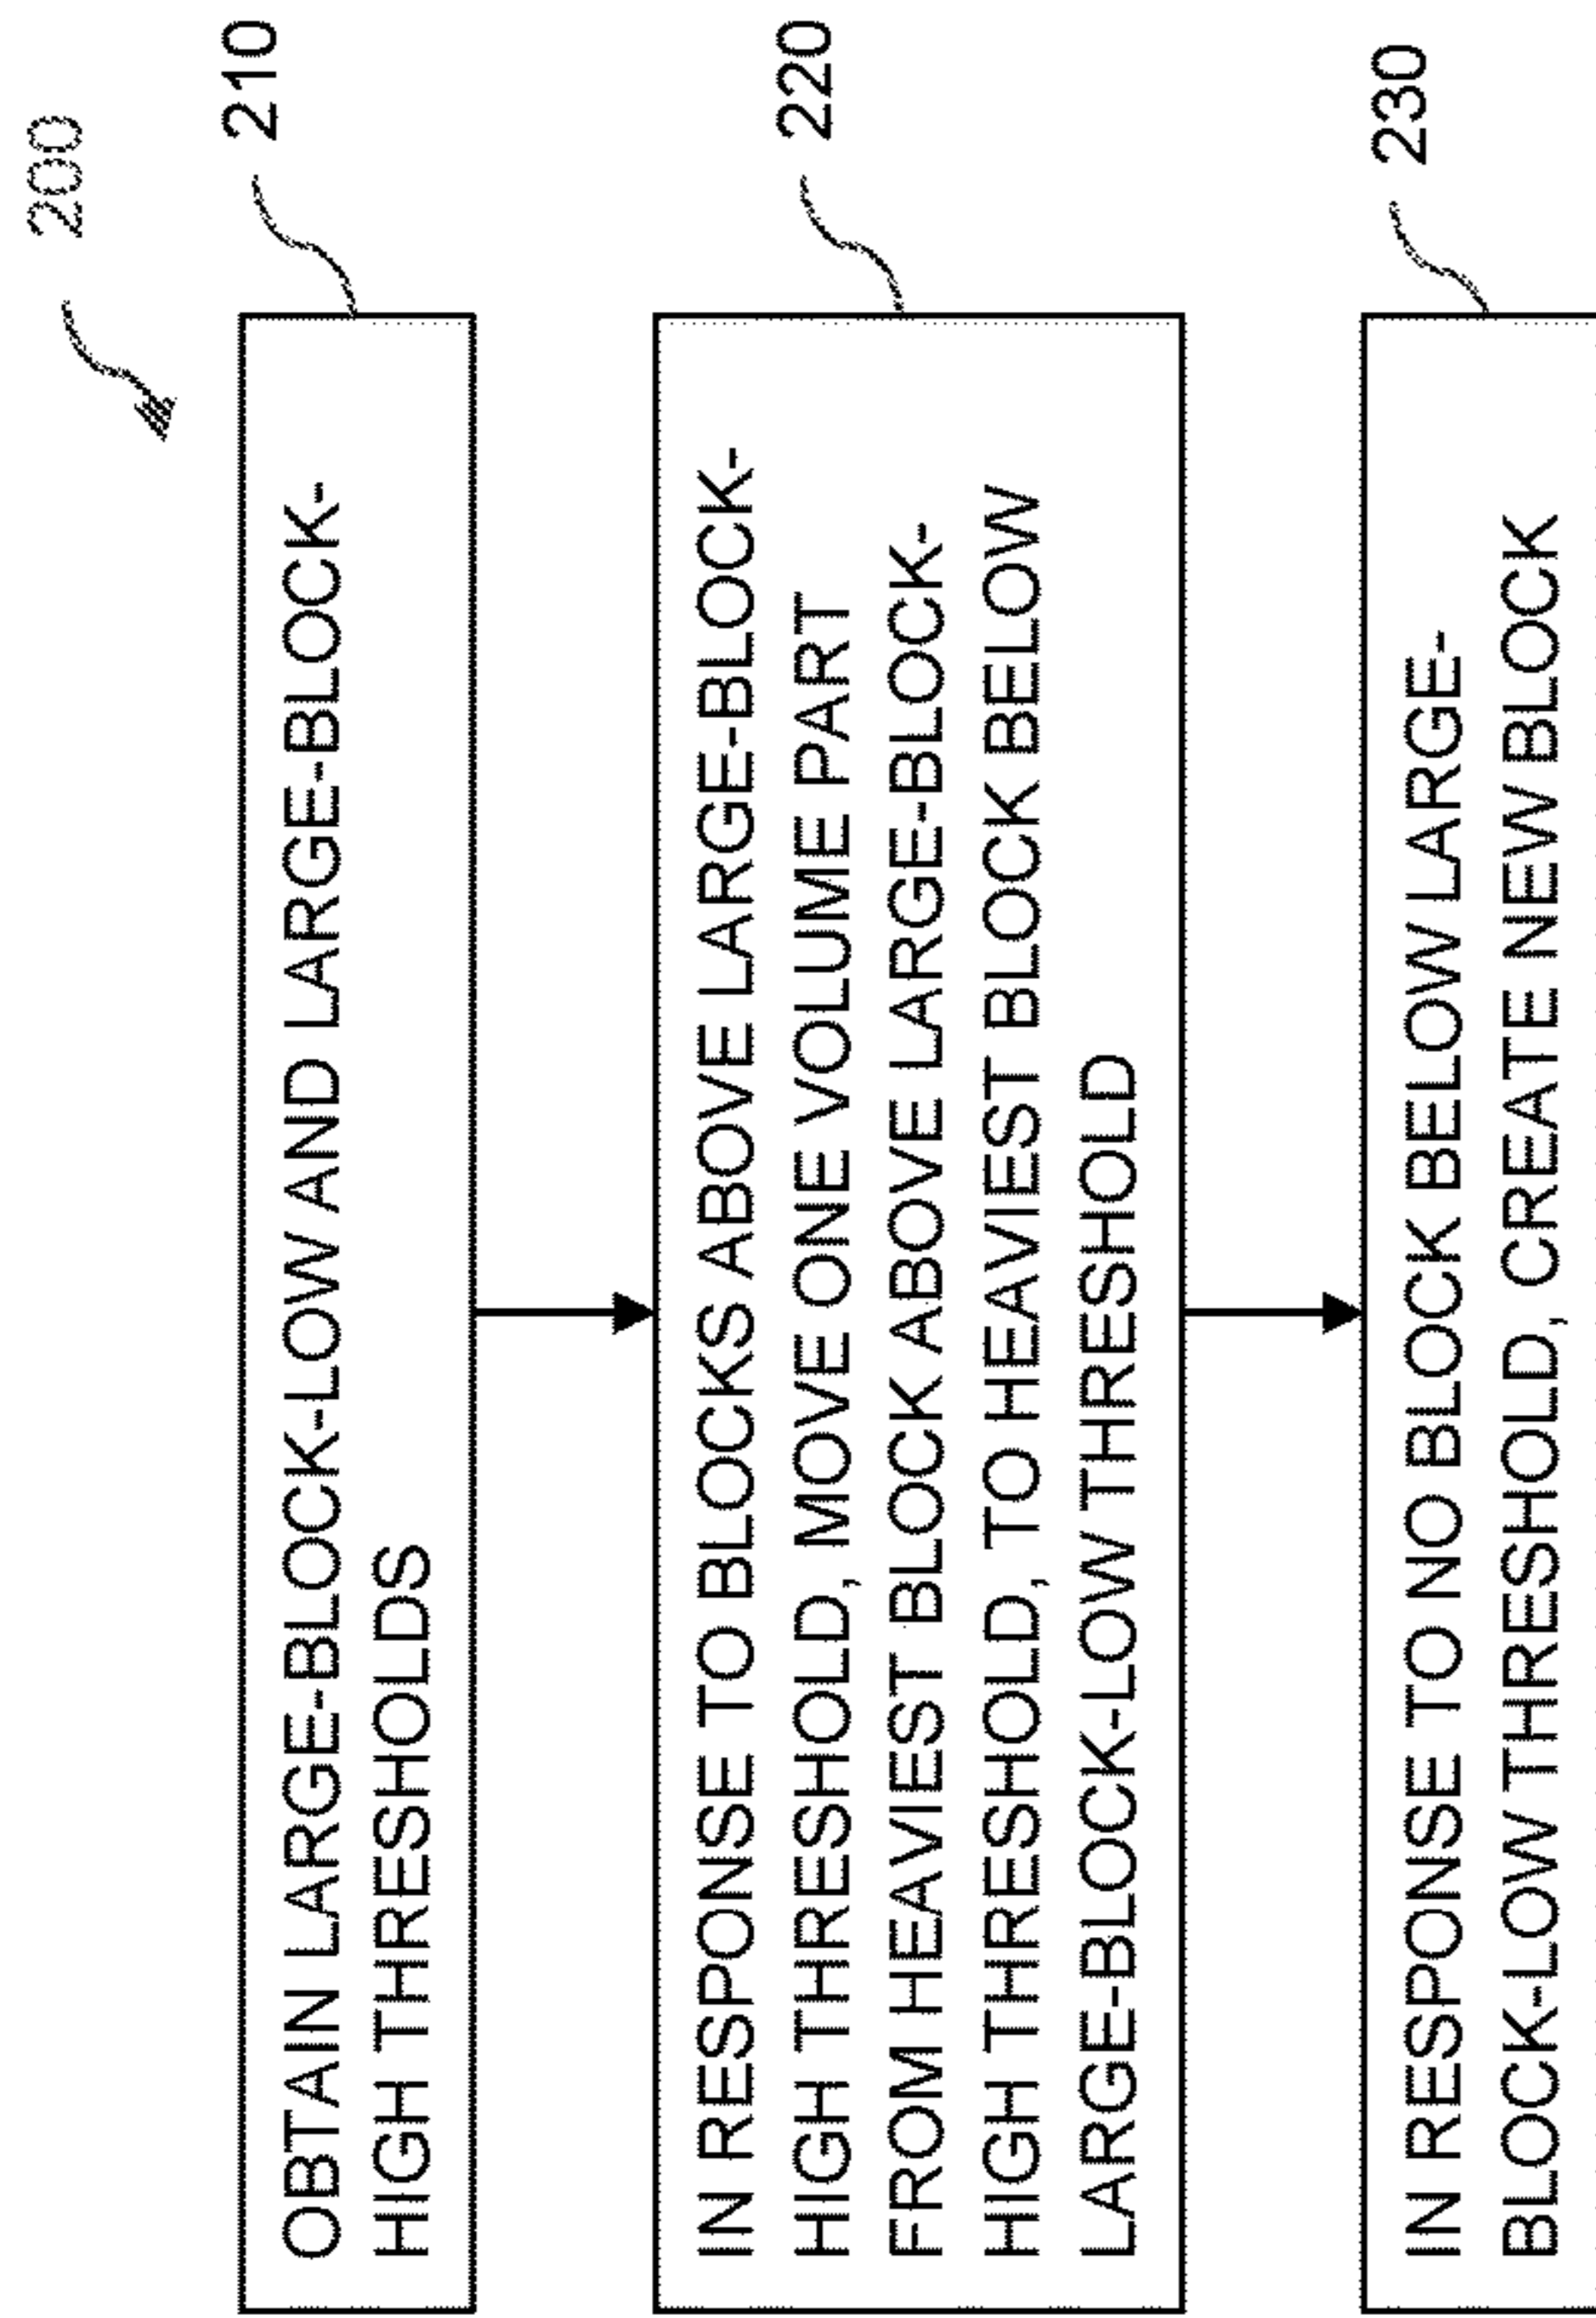 200
210
OBTAIN LARGE-BLOCK-LOW AND LARGE-BLOCK-
HIGH THRESHOLDS
220
IN RESPONSE TO BLOCKS ABOVE LARGE-BLOCK-
HIGH THRESHOLD, MOVE ONE VOLUME PART
FROM HEAVIEST BLOCK ABOVE LARGE-BLOCK-
HIGH THRESHOLD, TO HEAVIEST BLOCK BELOW
LARGE-BLOCK-LOW THRESHOLD
230
IN RESPONSE TO NO BLOCK BELOW LARGE-
BLOCK-LOW THRESHOLD, CREATE NEW BLOCK